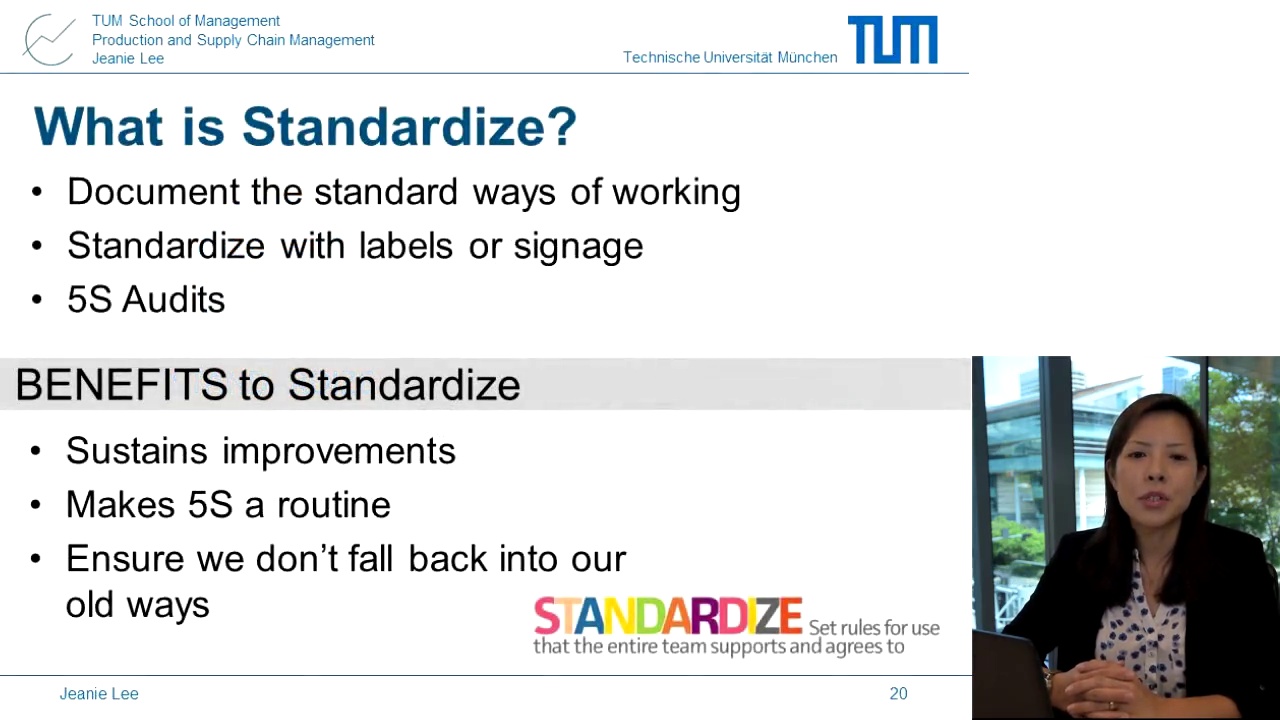 TUM School of Management
Production and Supply Chain Management
Jeanie Lee
Technische Universität München
TUM
What is Standardize?
• Document the standard ways of working
• Standardize with labels or signage
• 5S Audits
BENEFITS to Standardize
• Sustains improvements
• Makes 5S a routine
• Ensure we don’t fall back into our
old ways
STANDARDIZE Set rules for use
that the entire team supports and agrees to
Jeanie Lee
20